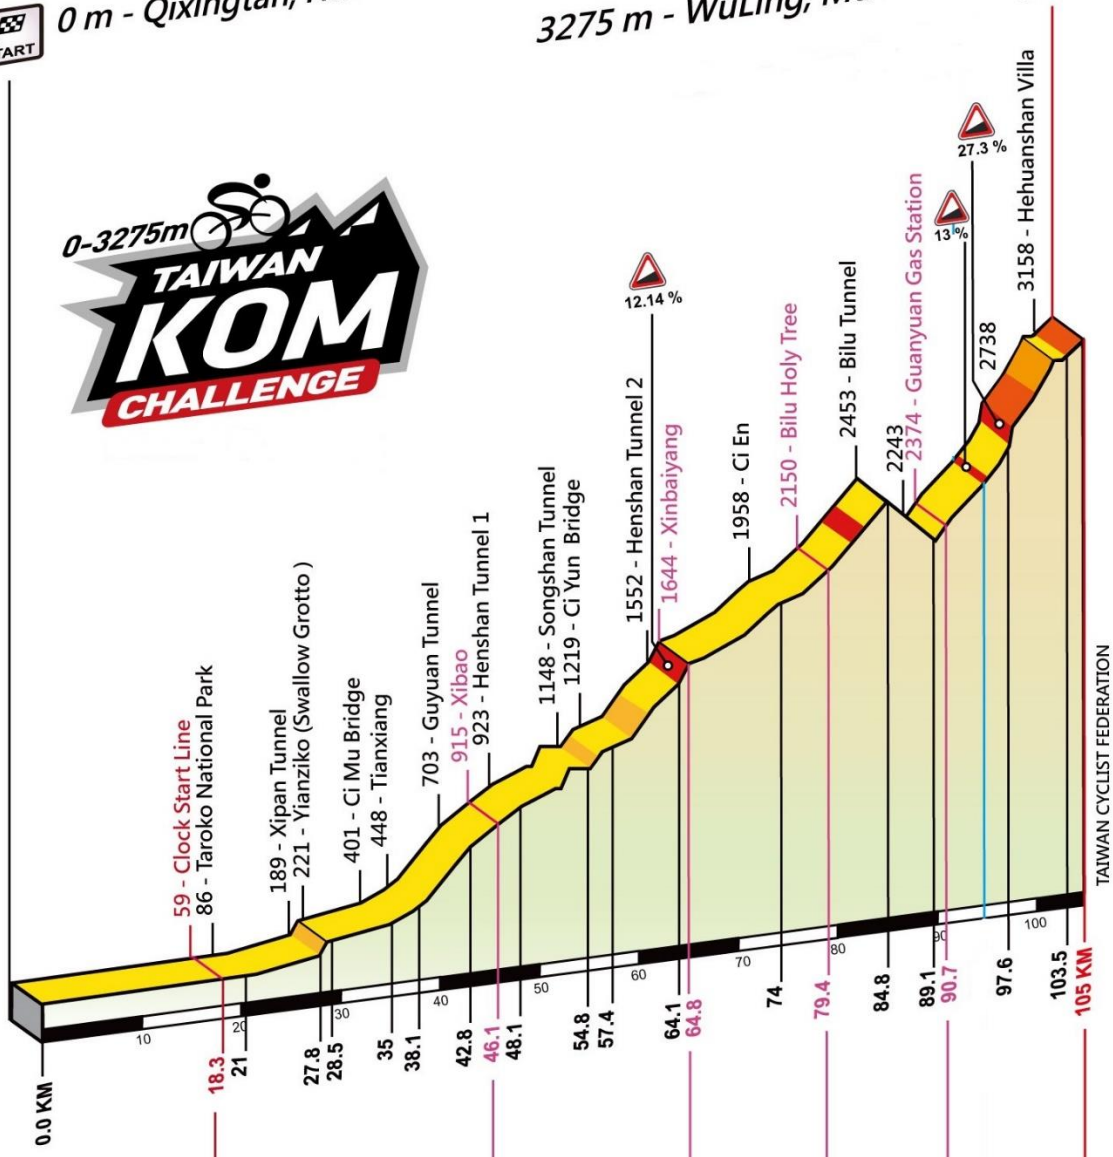 START
0 m - Qixingtan,
3275 m - WuLing,
0-3275m
TAIWAN
KOM
CHALLENGE
59 - Clock Start Line
86 - Taroko National Park
189 - Xipan Tunnel
221 - Yianziko (Swallow Grotto )
401 - Ci Mu Bridge
448 - Tianxiang
703 - Guyuan Tunnel
915 - Xibao
923 - Henshan Tunnel 1
1148 - Songshan Tunnel
1219 - Ci Yun Bridge
1552 - Henshan Tunnel 2
12.14 %
1644 - Xinbaiyang
1958 - Ci En
2150 - Bilu Holy Tree
2453 - Bilu Tunnel
2243
2374 - Guanyuan Gas Station
13 %
27.3 %
2738
3158 - Hehuanshan Villa
10
20
30
40
50
60
70
80
90
100
0.0 KM
18.3
21
27.8
28.5
35
38.1
42.8
46.1
48.1
54.8
57.4
64.1
64.8
74
79.4
84.8
89.1
90.7
97.6
103.5
105 KM
TAIWAN CYCLIST FEDERATION